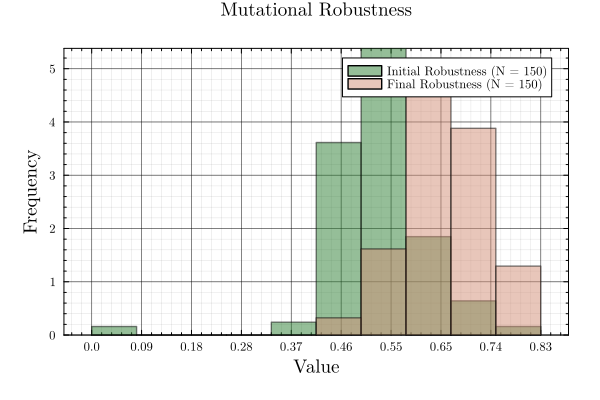 Mutational Robustness
5
4
3
2
1
0
Frequency
Initial Robustness (N = 150)
Final Robustness (N = 150)
0.0 0.09 0.18 0.28 0.37 0.46 0.55 0.65 0.74 0.83
Value